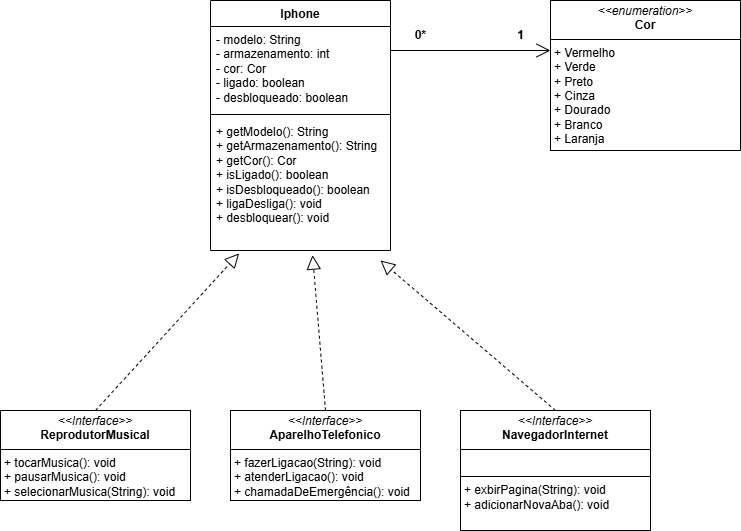 Iphone
- modelo: String
- armazenamento: int
- cor: Cor
- ligado: boolean
- desbloqueado: boolean
+ getModelo(): String
+ getArmazenamento(): String
+ getCor(): Cor
+ isLigado(): boolean
+ isDesbloqueado(): boolean
+ ligaDesliga(): void
+ desbloquear(): void
0*
1
<<enumeration>>
Cor
+ Vermelho
+ Verde
+ Preto
+ Cinza
+ Dourado
+ Branco
+ Laranja
<<Interface>>
ReprodutorMusical
+ tocarMusica(): void
+ pausarMusica(): void
+ selecionarMusica(String): void
<<Interface>>
AparelhoTelefonico
+ fazerLigacao(String): void
+ atenderLigacao(): void
+ chamadaDeEmergência(): void
<<Interface>>
NavegadorInternet
+ exbirPagina(String): void
+ adicionarNovaAba(): void